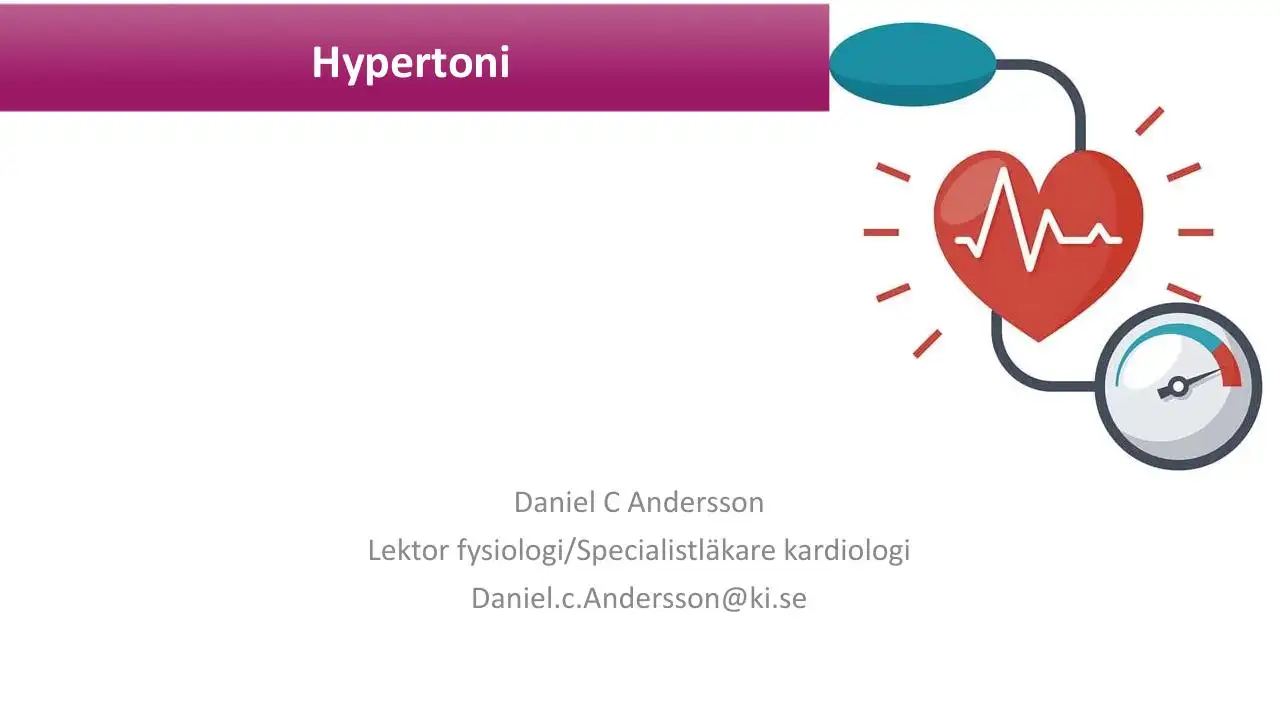 Hypertoni
Daniel C Andersson
Lektor fysiologi/Specialistläkare kardiologi
Daniel.c.Andersson@ki.se